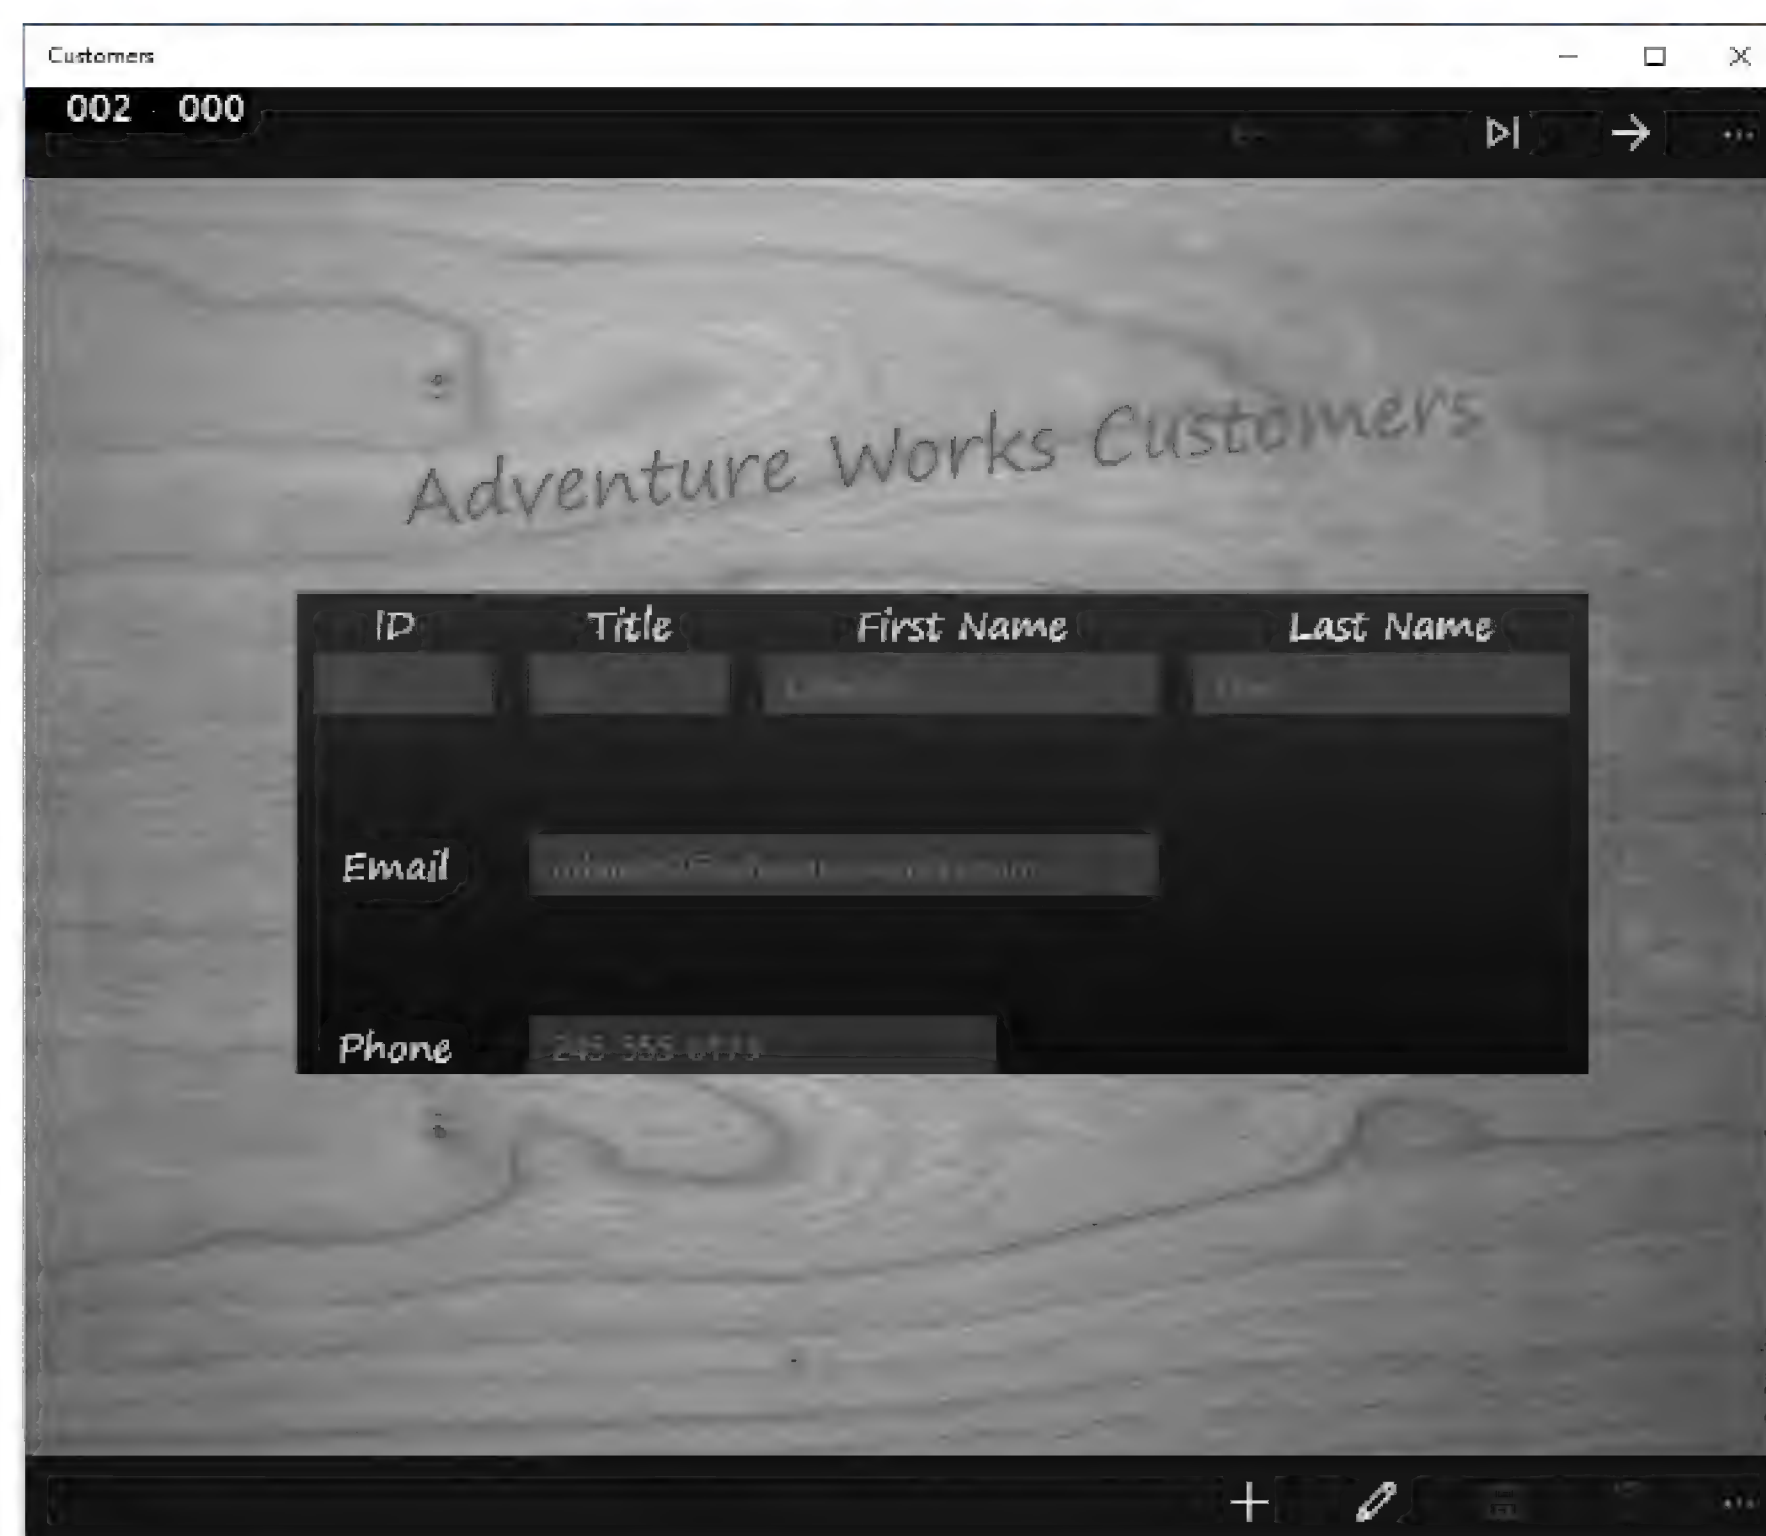 Customers
002 000
Adventure Works Customers
ID Title First Name Last Name
Email
Phone